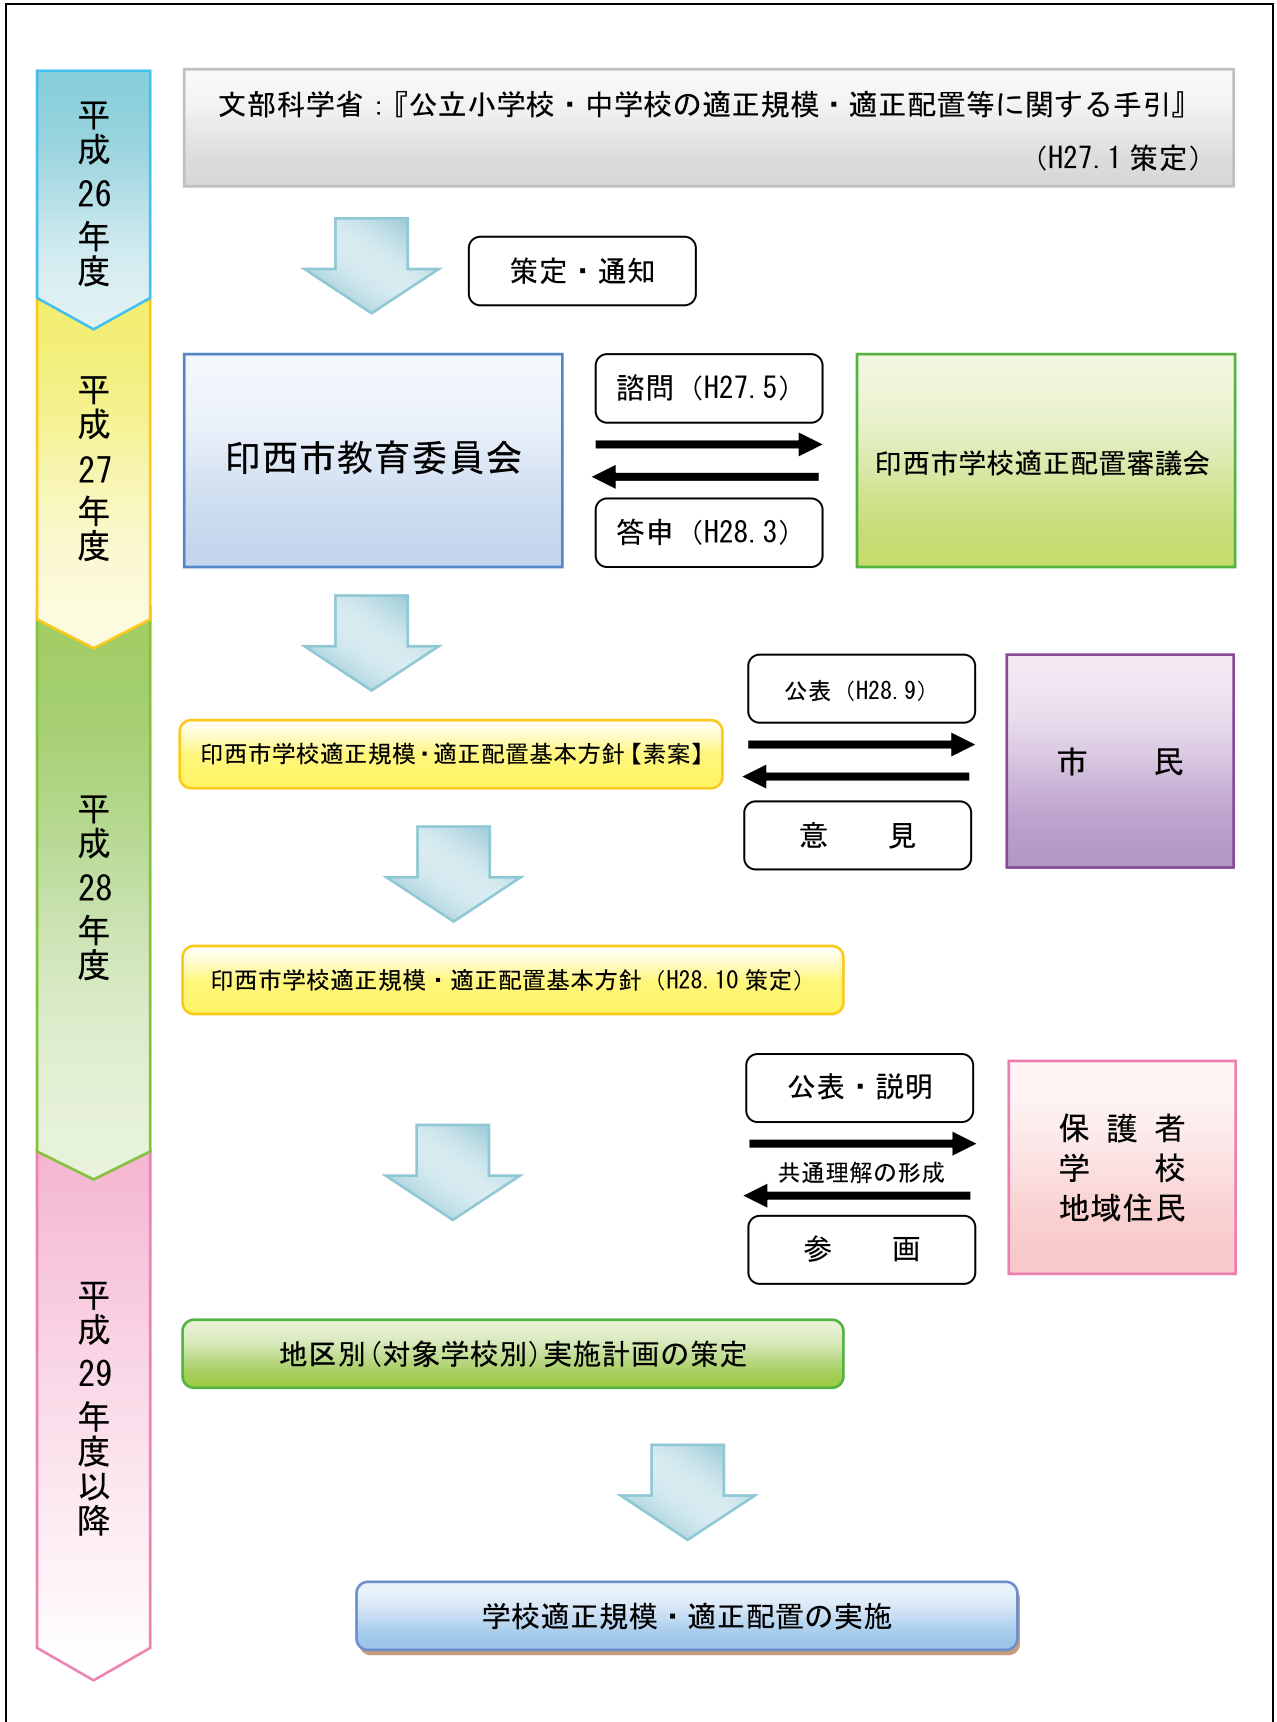 平成26年度
文部科学省：『公立小学校・中学校の適正規模・適正配置等に関する手引』
（H27.1 策定）
策定・通知
平成27年度
印西市教育委員会
諮問（H27.5）
答申（H28.3）
印西市学校適正配置審議会
平成28年度
印西市学校適正規模・適正配置基本方針【素案】
公表（H28.9）
意　見
市　民
印西市学校適正規模・適正配置基本方針（H28.10 策定）
平成29年度以降
公表・説明
共通理解の形成
参　画
保 護 者
学　校
地域住民
地区別（対象学校別）実施計画の策定
学校適正規模・適正配置の実施